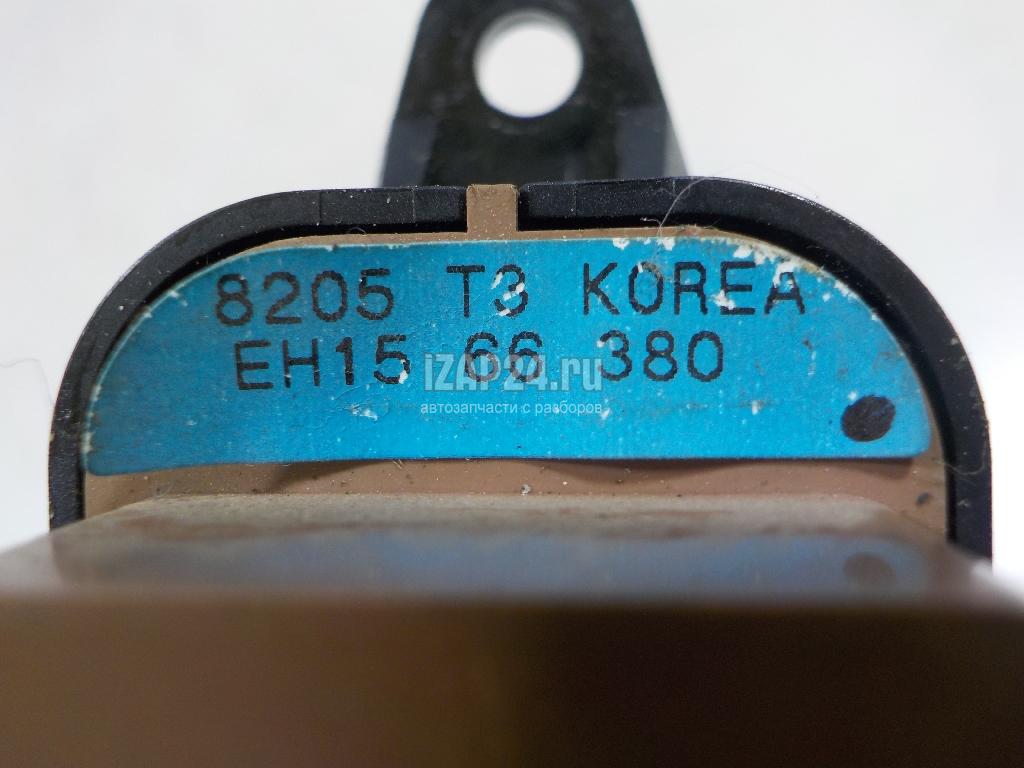 8205 T3 KOREA
EH15 66 380
iZAP24.ru
автозапчасти с разборов